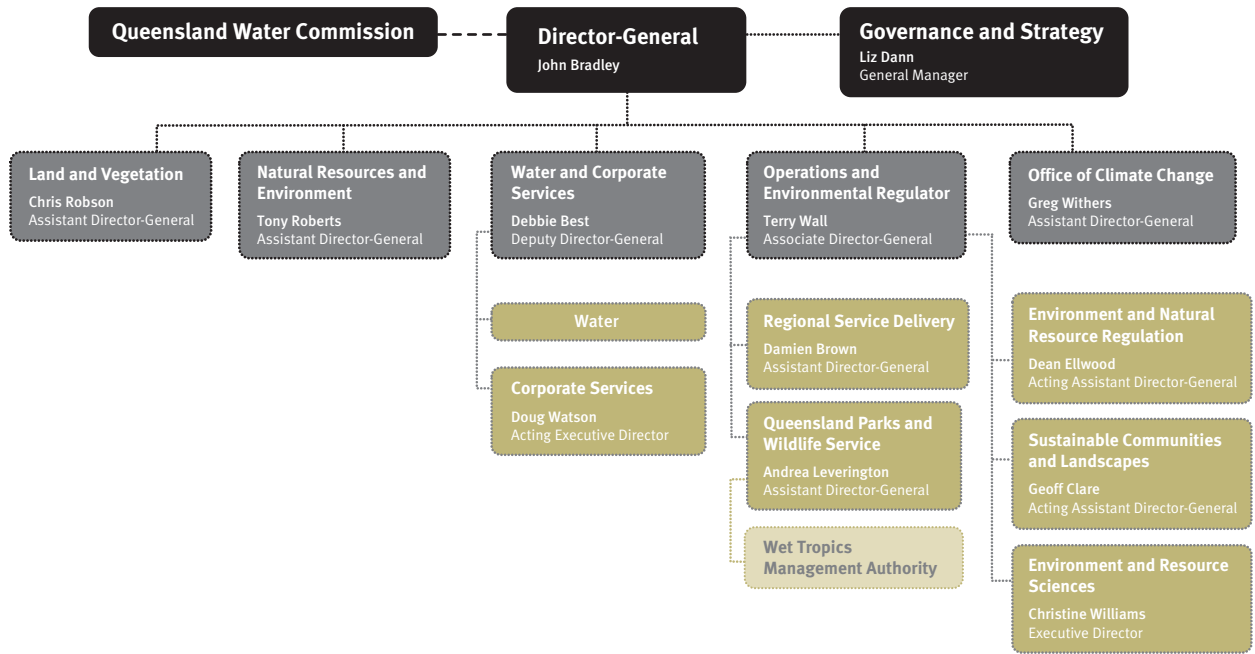 Queensland Water Commission
Director-General
John Bradley
Governance and Strategy
Liz Dann
General Manager
Land and Vegetation
Chris Robson
Assistant Director-General
Natural Resources and
Environment
Tony Roberts
Assistant Director-General
Water and Corporate
Services
Debbie Best
Deputy Director-General
Operations and
Environmental Regulator
Terry Wall
Associate Director-General
Office of Climate Change
Greg Withers
Assistant Director-General
Water
Corporate Services
Doug Watson
Acting Executive Director
Regional Service Delivery
Damien Brown
Assistant Director-General
Queensland Parks and
Wildlife Service
Andrea Leverington
Assistant Director-General
Wet Tropics
Management Authority
Environment and Natural
Resource Regulation
Dean Ellwood
Acting Assistant Director-General
Sustainable Communities
and Landscapes
Geoff Clare
Acting Assistant Director-General
Environment and Resource
Sciences
Christine Williams
Executive Director